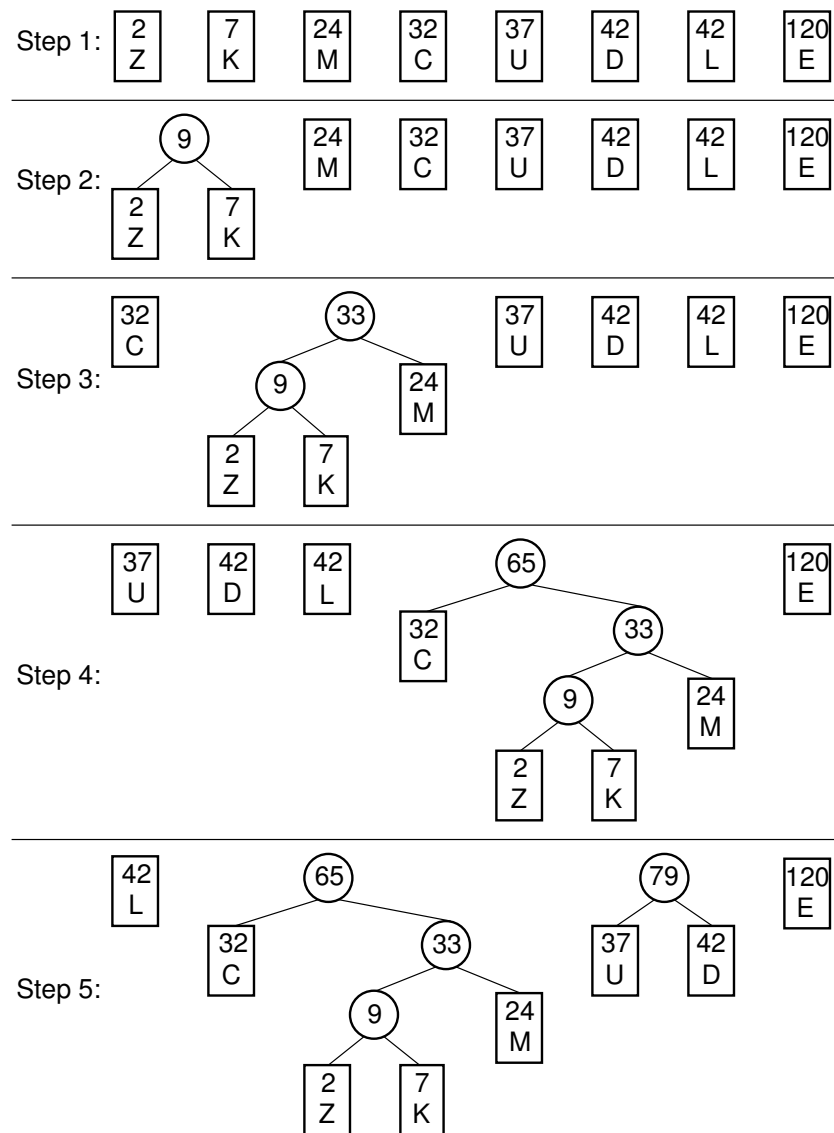 Step 1:
2 7 24 32 37 42 42 120
Z K M C U D L E
Step 2:
9
24 32 37 42 42 120
M C U D L E
2 7
Z K
Step 3:
32 33 37 42 42 120
C U D L E
9 24
M
2 7
Z K
Step 4:
37 42 42 65 120
U D L E
32 33
C
9 24
M
2 7
Z K
Step 5:
42 65 79 120
L E
32 33 37 42
C U D
9 24
M
2 7
Z K